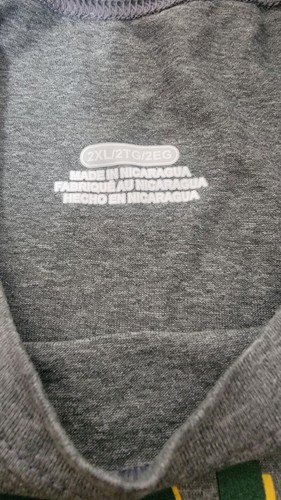 2XL/2TG/2EG
MADE IN NICARAGUA
FABRIQUÉ AU NICARAGUA
HECHO EN NICARAGUA